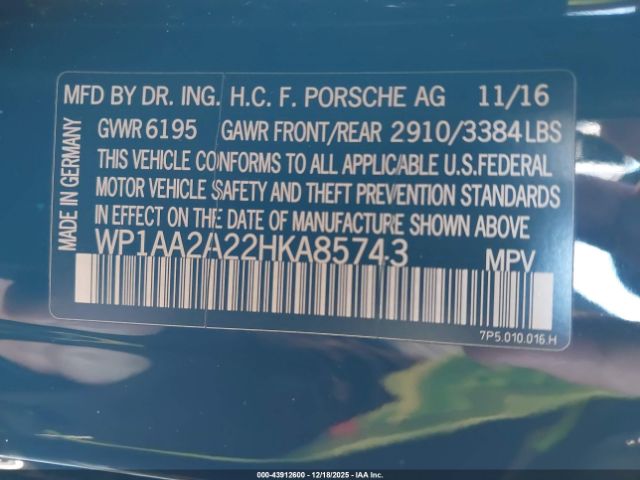 MFD BY DR. ING. H.C. F. PORSCHE AG 11/16
GWR 6195 GAWR FRONT/REAR 2910/3384 LBS
THIS VEHICLE CONFORMS TO ALL APPLICABLE U.S.FEDERAL
MOTOR VEHICLE SAFETY AND THEFT PREVENTION STANDARDS
IN EFFECT ON THE DATE OF MANUFACTURE SHOWN ABOVE
WP1AA2A22HKA85743 MPV
MADE IN GERMANY
7P5.010.016.H
000-43912600 - 12/18/2025 - IAA Inc.